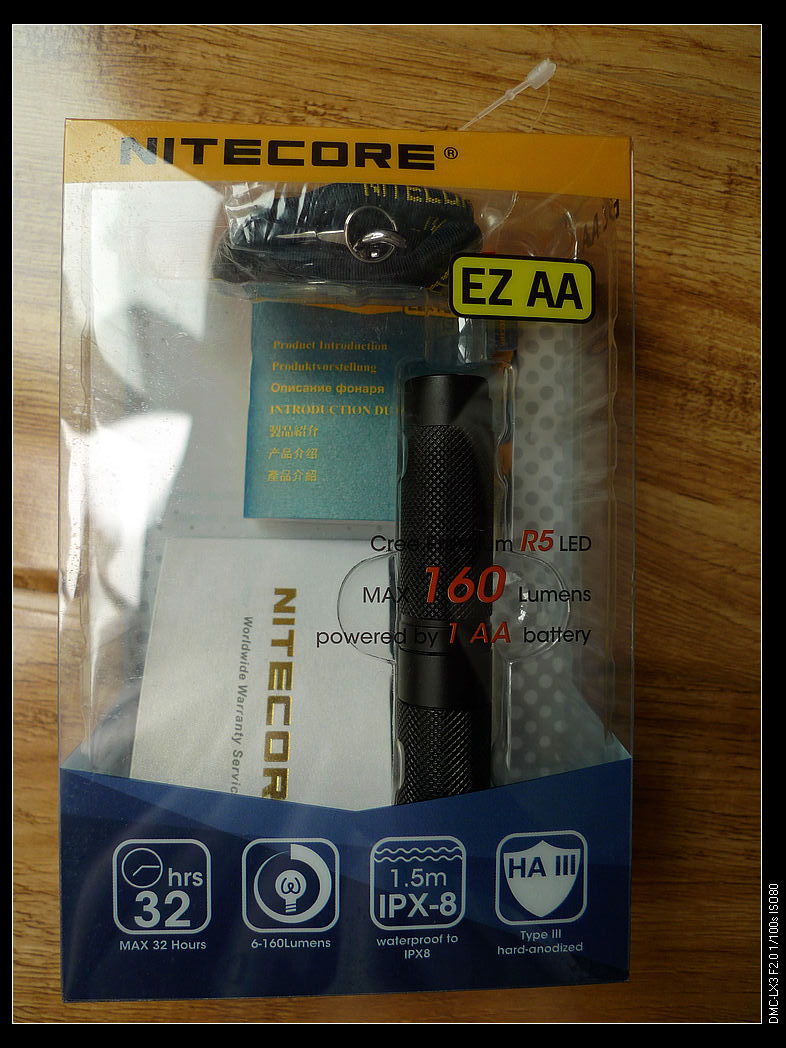 NITECORE®
EZ AA
Product Introduction
Produktvorstellung
Описание фонаря
INTRODUCTION DU
製品紹介
产品介绍
產品介紹
Cree Premium R5 LED
MAX 160 Lumens
powered by 1 AA battery
NITECOR
Worldwide Warranty Servic
hrs
32
MAX 32 Hours
6-160Lumens
1.5m
IPX-8
waterproof to
IPX8
HA III
Type III
hard-anodized
DMC-LX3 F2.0 1/100s ISO80